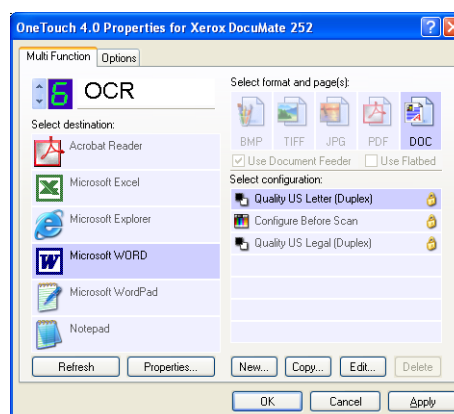 OneTouch 4.0 Properties for Xerox DocuMate 252
Multi Function
Options
6
OCR
Select destination:
Acrobat Reader
Microsoft Excel
Microsoft Explorer
Microsoft WORD
Microsoft WordPad
Notepad
Refresh
Properties...
Select format and page(s):
BMP
TIFF
JPG
PDF
DOC
Use Document Feeder
Use Flatbed
Select configuration:
Quality US Letter (Duplex)
Configure Before Scan
Quality US Legal (Duplex)
New...
Copy...
Edit...
Delete
OK
Cancel
Apply